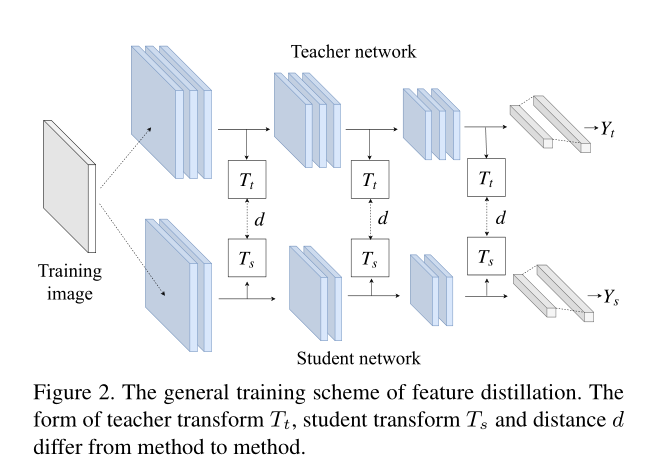 Teacher network
Y_t
T_t T_t T_t
d d d
T_s T_s T_s
Training
image
Y_s
Student network
Figure 2. The general training scheme of feature distillation. The
form of teacher transform T_t, student transform T_s and distance d
differ from method to method.